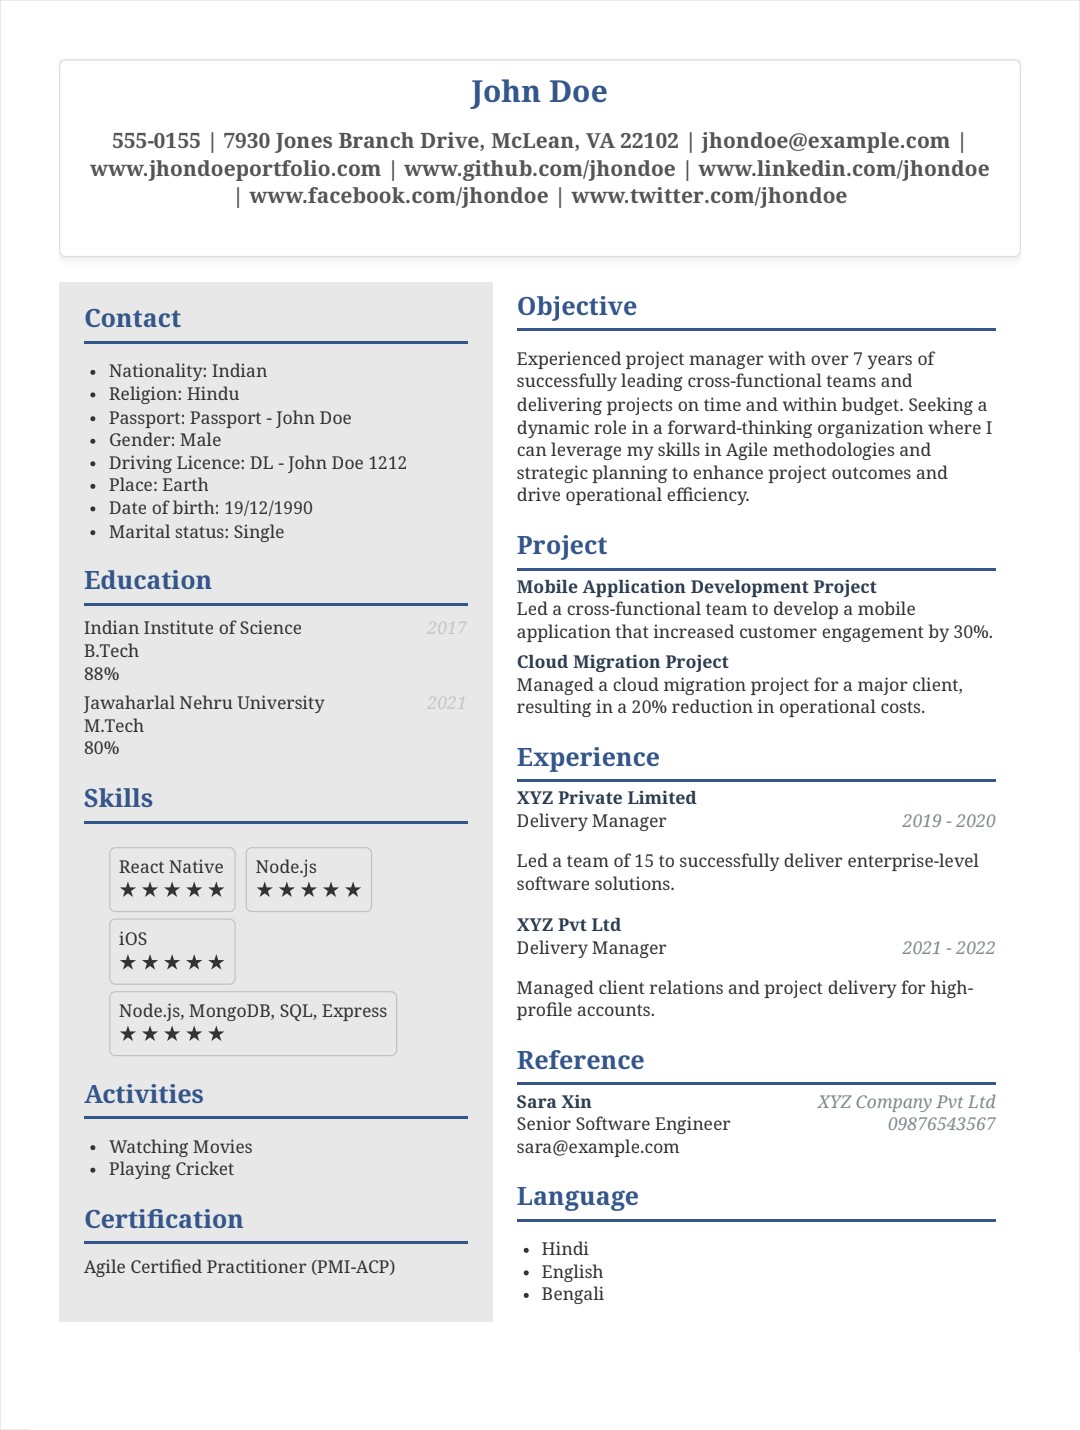 John Doe
555-0155 | 7930 Jones Branch Drive, McLean, VA 22102 | jhondoe@example.com |
www.jhondoeportfolio.com | www.github.com/jhondoe | www.linkedin.com/jhondoe
| www.facebook.com/jhondoe | www.twitter.com/jhondoe
Contact
• Nationality: Indian
• Religion: Hindu
• Passport: Passport - John Doe
• Gender: Male
• Driving Licence: DL - John Doe 1212
• Place: Earth
• Date of birth: 19/12/1990
• Marital status: Single
Education
Indian Institute of Science 2017
B.Tech
88%
Jawaharlal Nehru University 2021
M.Tech
80%
Skills
React Native
★★★★★
Node.js
★★★★★
iOS
★★★★★
Node.js, MongoDB, SQL, Express
★★★★★
Activities
• Watching Movies
• Playing Cricket
Certification
Agile Certified Practitioner (PMI-ACP)
Objective
Experienced project manager with over 7 years of
successfully leading cross-functional teams and
delivering projects on time and within budget. Seeking a
dynamic role in a forward-thinking organization where I
can leverage my skills in Agile methodologies and
strategic planning to enhance project outcomes and
drive operational efficiency.
Project
Mobile Application Development Project
Led a cross-functional team to develop a mobile
application that increased customer engagement by 30%.
Cloud Migration Project
Managed a cloud migration project for a major client,
resulting in a 20% reduction in operational costs.
Experience
XYZ Private Limited
Delivery Manager 2019 - 2020
Led a team of 15 to successfully deliver enterprise-level
software solutions.
XYZ Pvt Ltd
Delivery Manager 2021 - 2022
Managed client relations and project delivery for high-
profile accounts.
Reference
Sara Xin XYZ Company Pvt Ltd
Senior Software Engineer 09876543567
sara@example.com
Language
• Hindi
• English
• Bengali